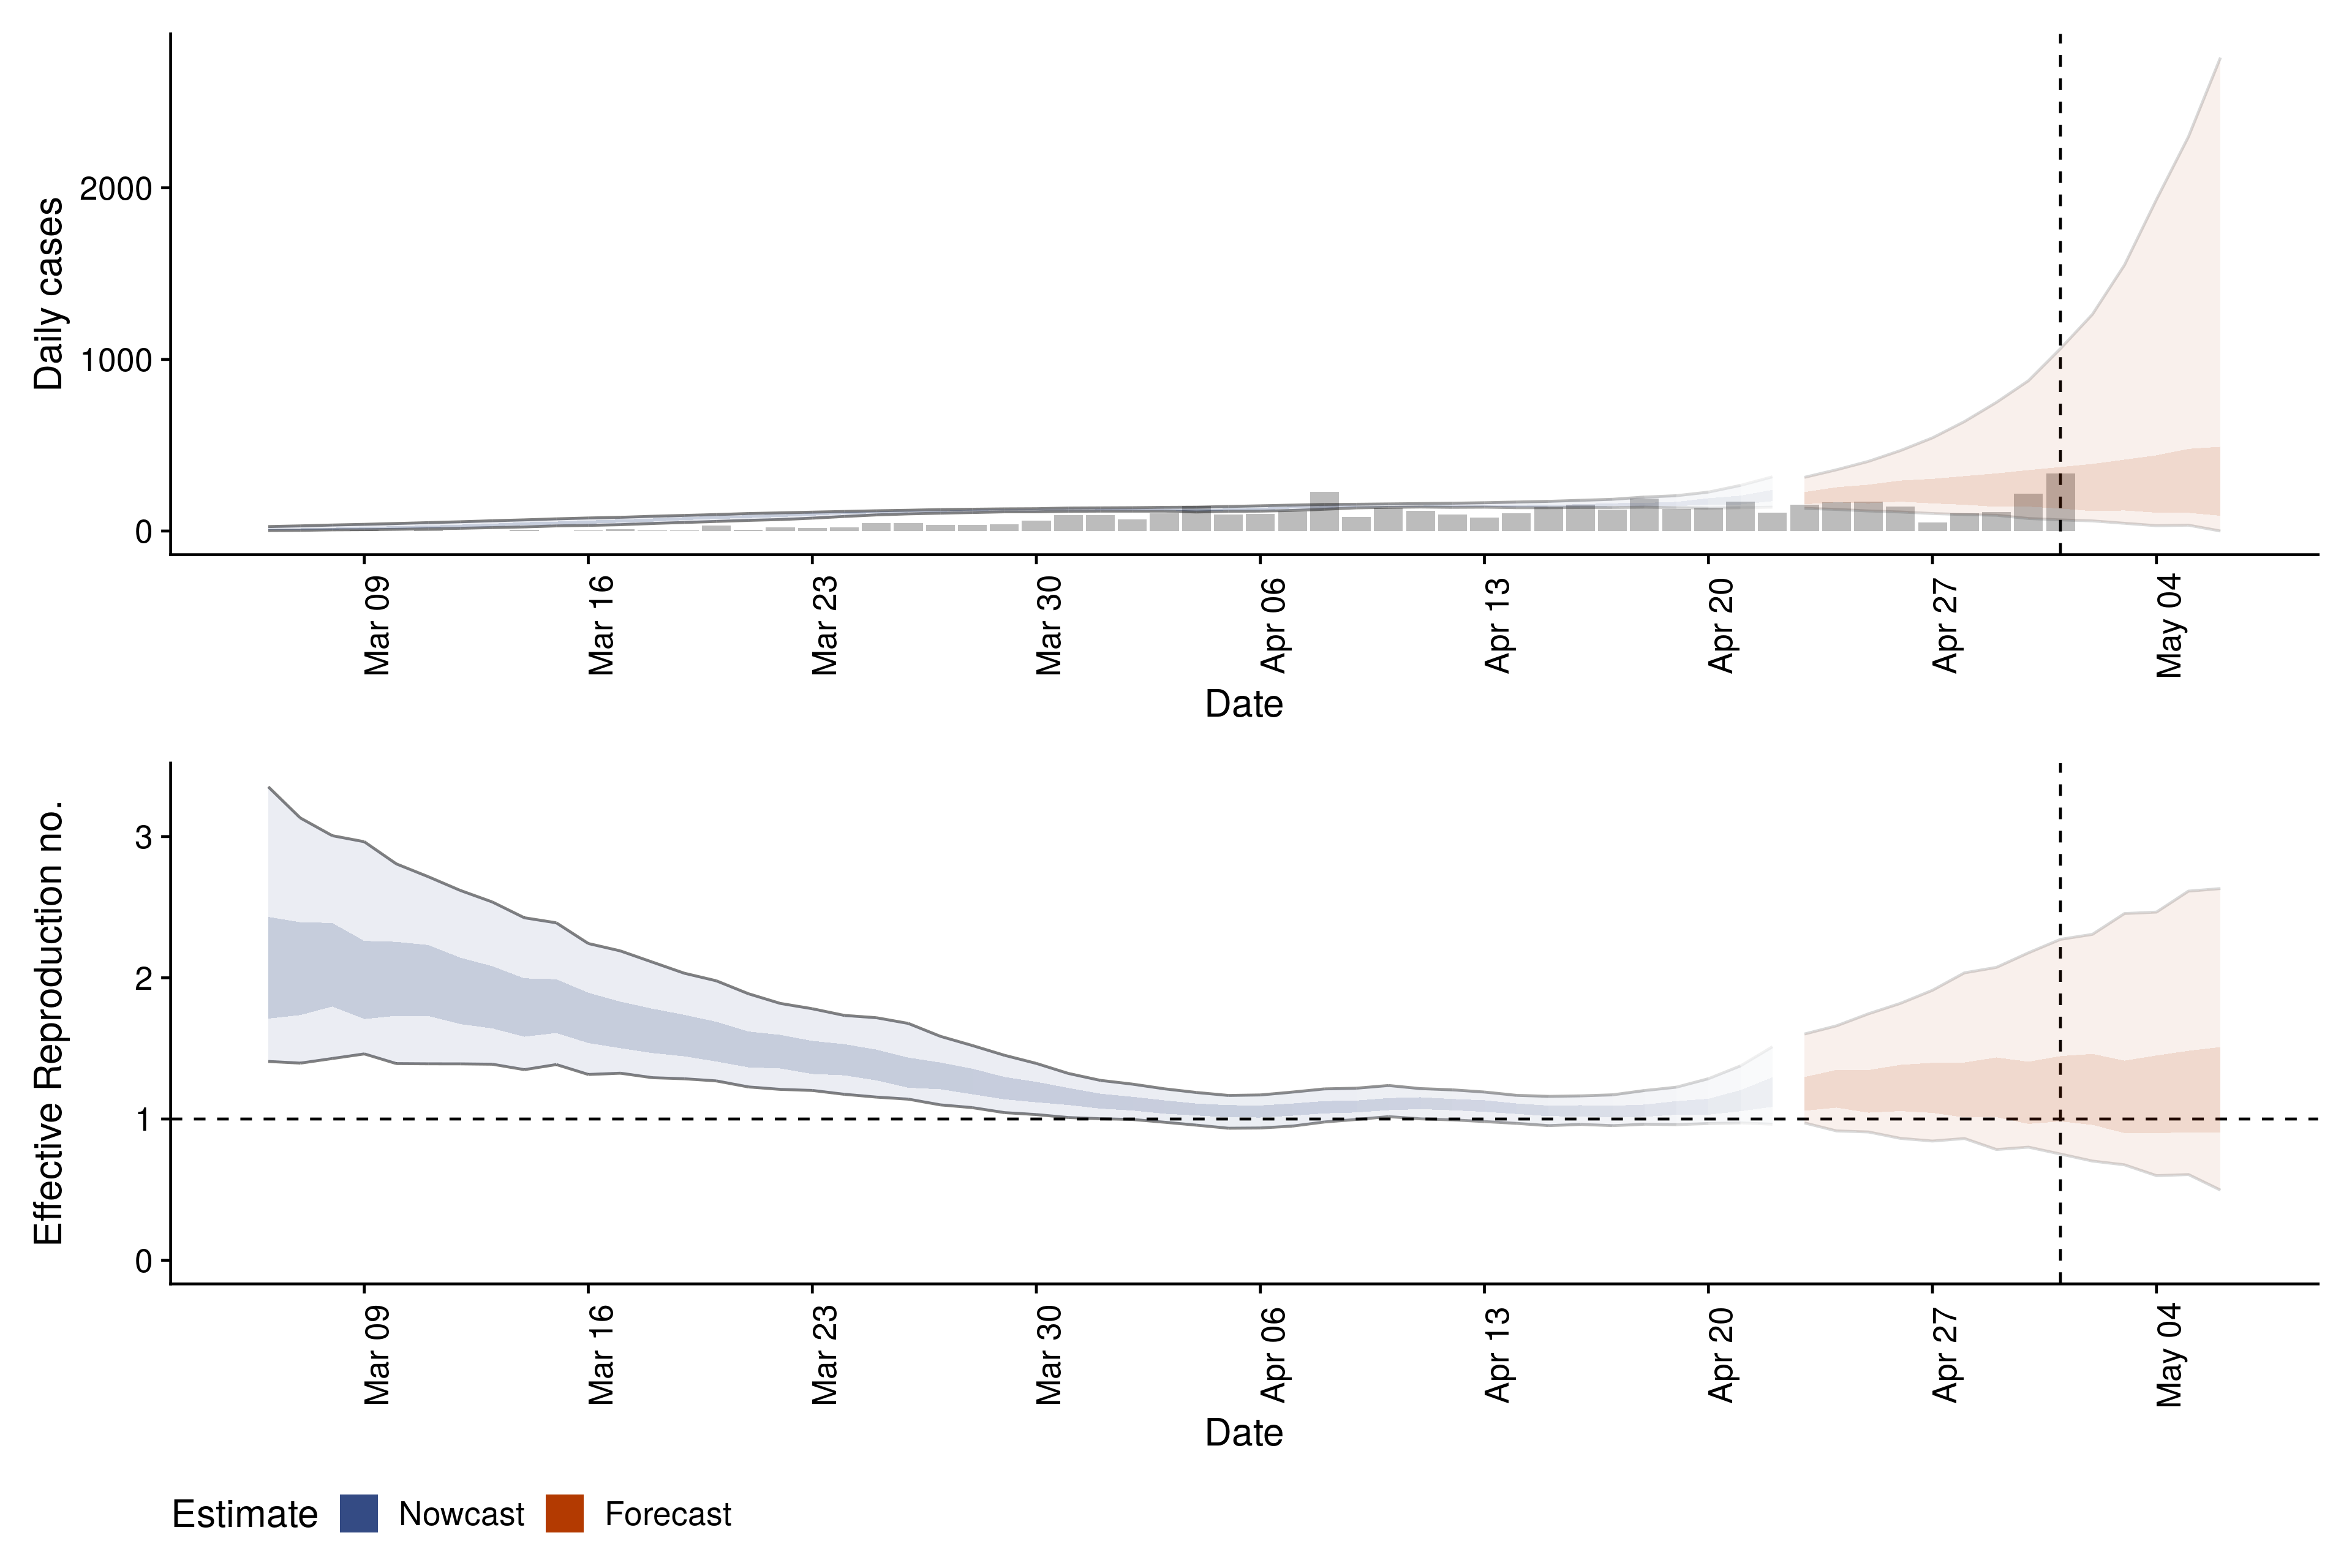 Daily cases
2000
1000
0
Mar 09
Mar 16
Mar 23
Mar 30
Apr 06
Apr 13
Apr 20
Apr 27
May 04
Date
Effective Reproduction no.
3
2
1
0
Mar 09
Mar 16
Mar 23
Mar 30
Apr 06
Apr 13
Apr 20
Apr 27
May 04
Date
Estimate Nowcast Forecast